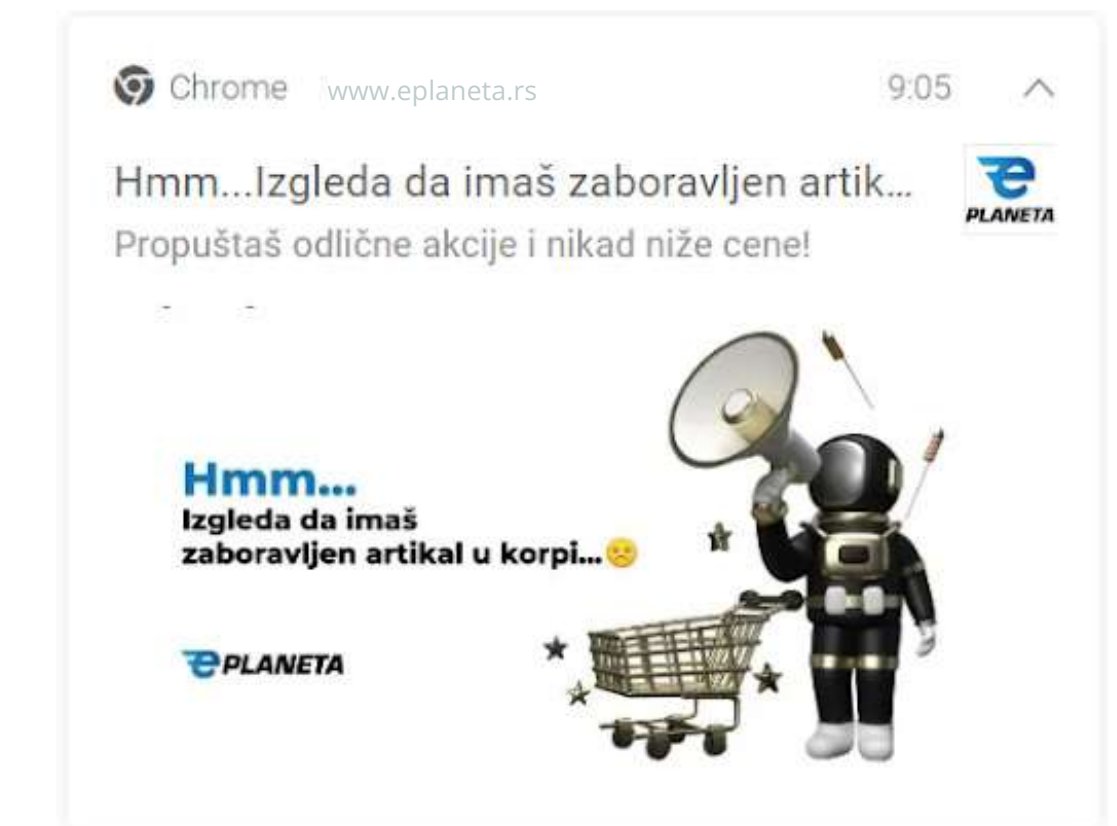 Chrome www.eplaneta.rs 9:05
Hmm...Izgleda da imaš zaboravljen artik...
e PLANETA
Propuštaš odlične akcije i nikad niže cene!
Hmm...
Izgleda da imaš
zaboravljen artikal u korpi...☹️
ePLANETA